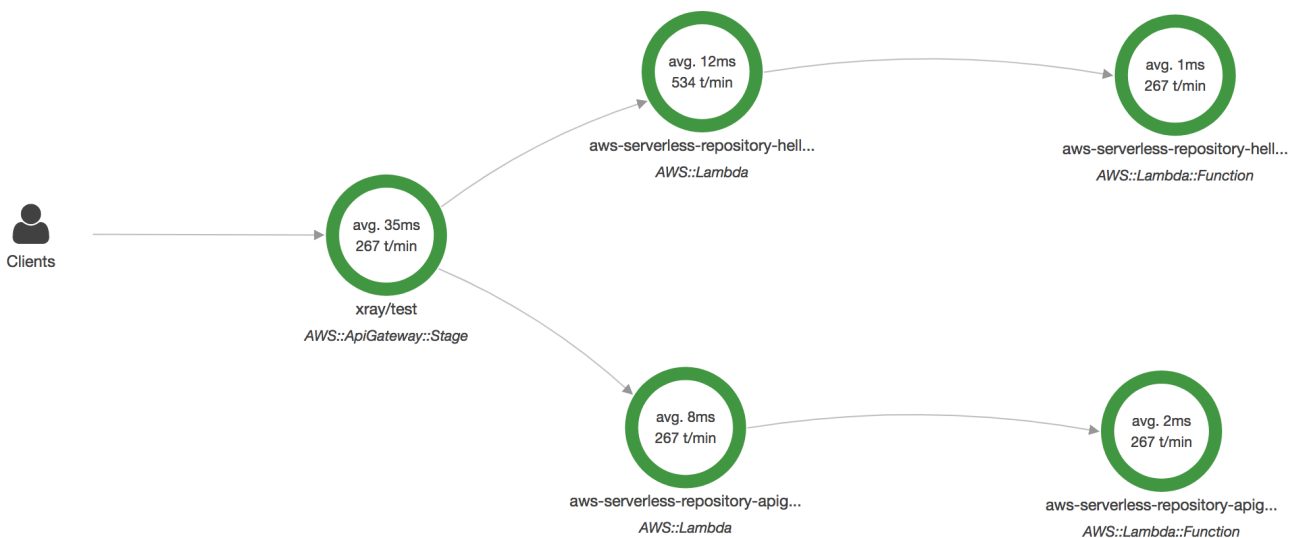 Clients
avg. 35ms
267 t/min
xray/test
AWS::ApiGateway::Stage
avg. 12ms
534 t/min
aws-serverless-repository-hell...
AWS::Lambda
avg. 1ms
267 t/min
aws-serverless-repository-hell...
AWS::Lambda::Function
avg. 8ms
267 t/min
aws-serverless-repository-apig...
AWS::Lambda
avg. 2ms
267 t/min
aws-serverless-repository-apig...
AWS::Lambda::Function